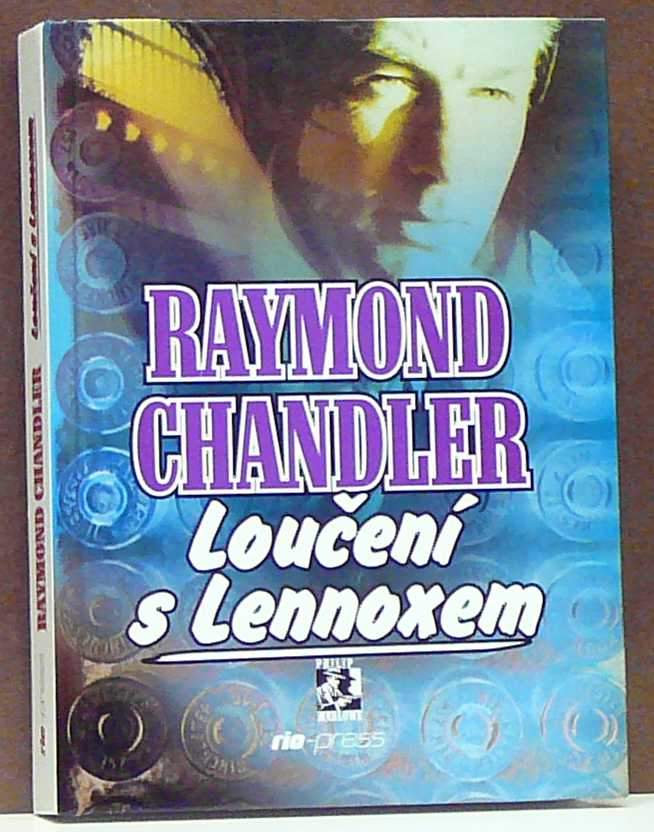 RAYMOND
CHANDLER
Loučení
s Lennoxem
PHILIP
MARLOWE
rio-press
RAYMOND CHANDLER Loučení s Lennoxem